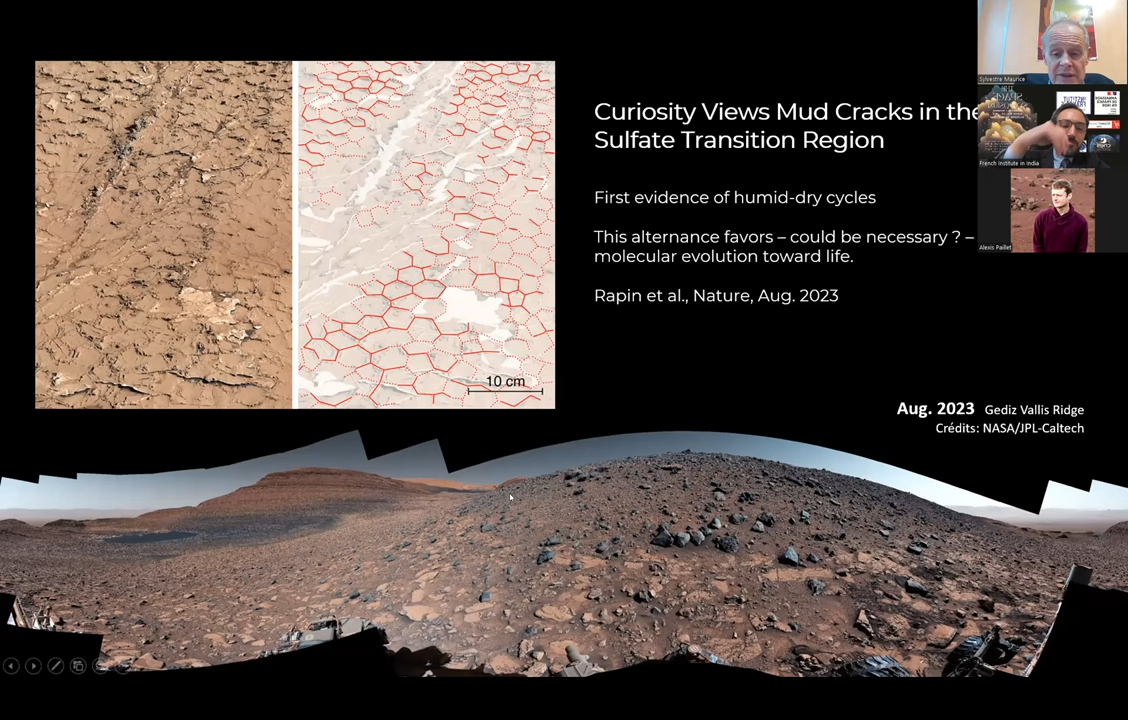 Curiosity Views Mud Cracks in the
Sulfate Transition Region
First evidence of humid-dry cycles
This alternance favors – could be necessary ? –
molecular evolution toward life.
Rapin et al., Nature, Aug. 2023
10 cm
Aug. 2023 Gediz Vallis Ridge
Crédits: NASA/JPL-Caltech
Sylvestre Maurice
French Institute in India
Alexis Paillet